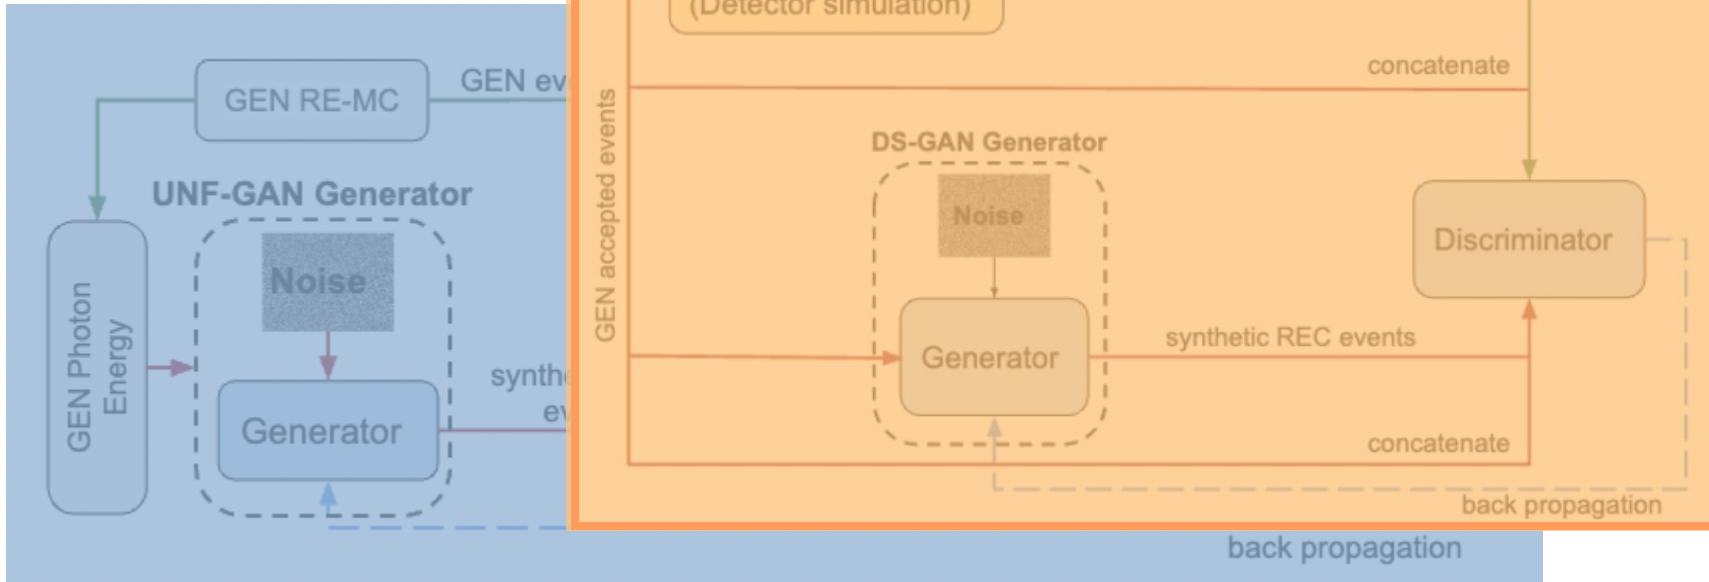 (Detector simulation)
GEN RE-MC
GEN
UNF-GAN Generator
GEN Photon
Energy
Noise
Generator
GEN accepted events
concatenate
DS-GAN Generator
Noise
Generator
synthetic REC events
Discriminator
concatenate
back propagation
back propagation